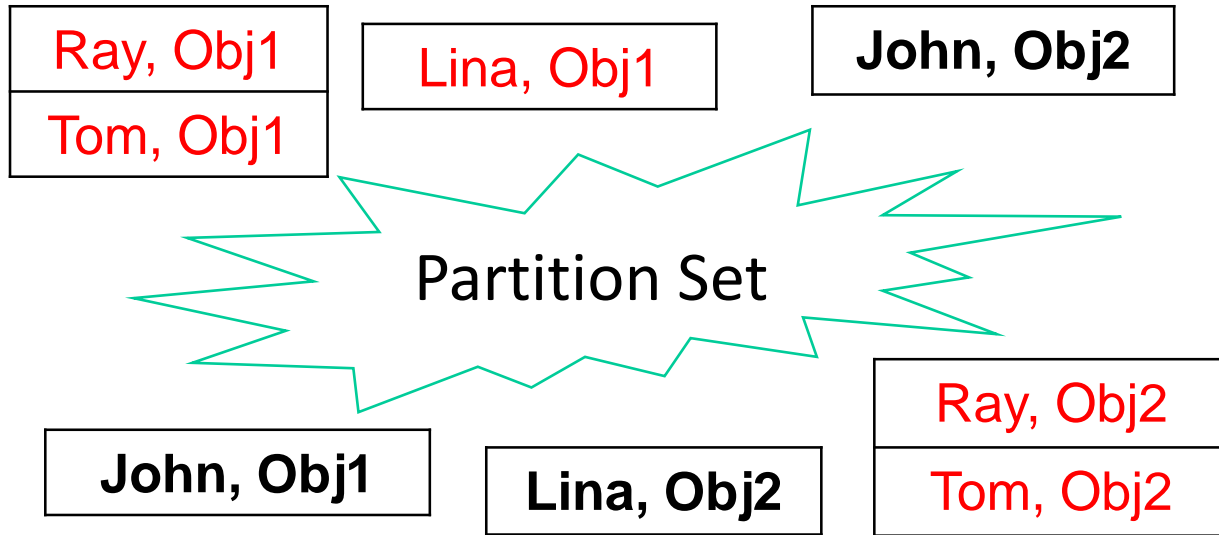 Ray, Obj1
Tom, Obj1
Lina, Obj1
John, Obj2
Partition Set
John, Obj1
Lina, Obj2
Ray, Obj2
Tom, Obj2